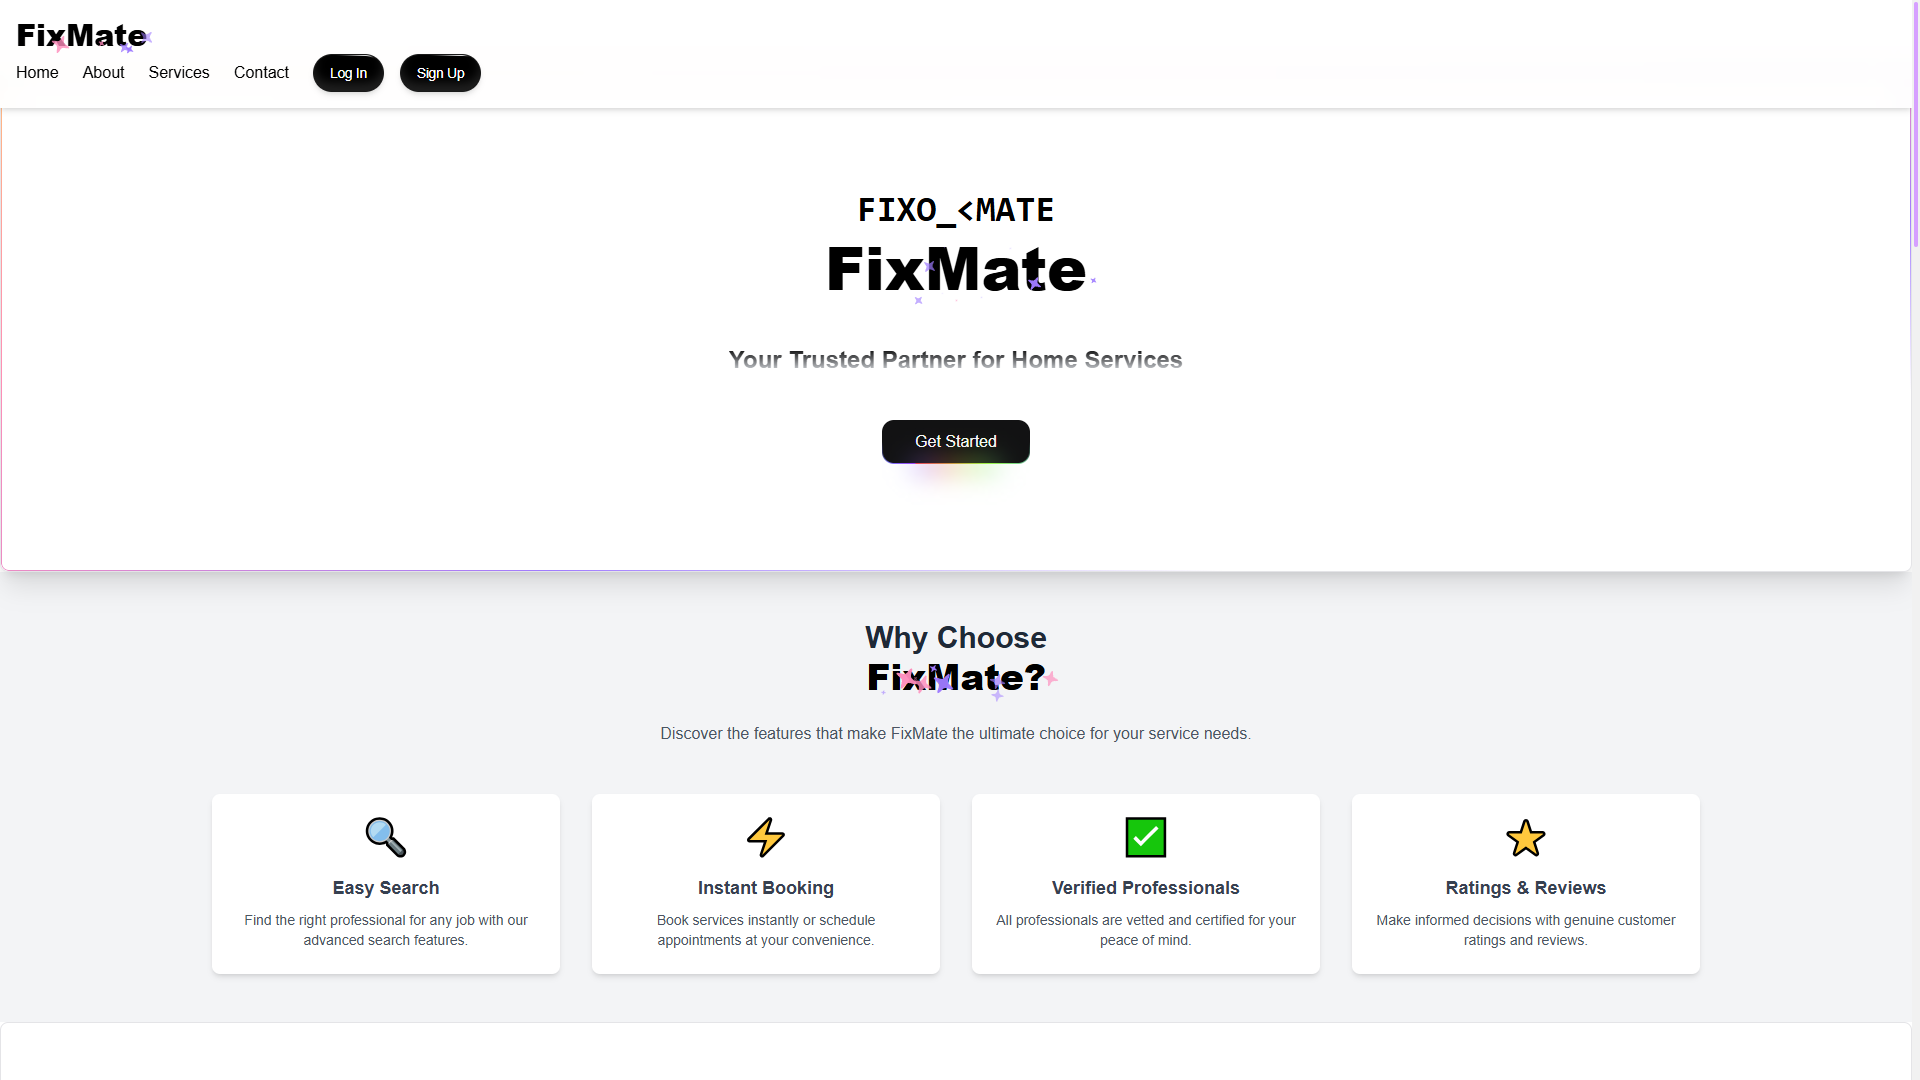 FixMate
Home About Services Contact Log In Sign Up
FIXO_<MATE
FixMate
Your Trusted Partner for Home Services
Get Started
Why Choose
FixMate?
Discover the features that make FixMate the ultimate choice for your service needs.
Easy Search
Find the right professional for any job with our
advanced search features.
Instant Booking
Book services instantly or schedule
appointments at your convenience.
Verified Professionals
All professionals are vetted and certified for your
peace of mind.
Ratings & Reviews
Make informed decisions with genuine customer
ratings and reviews.